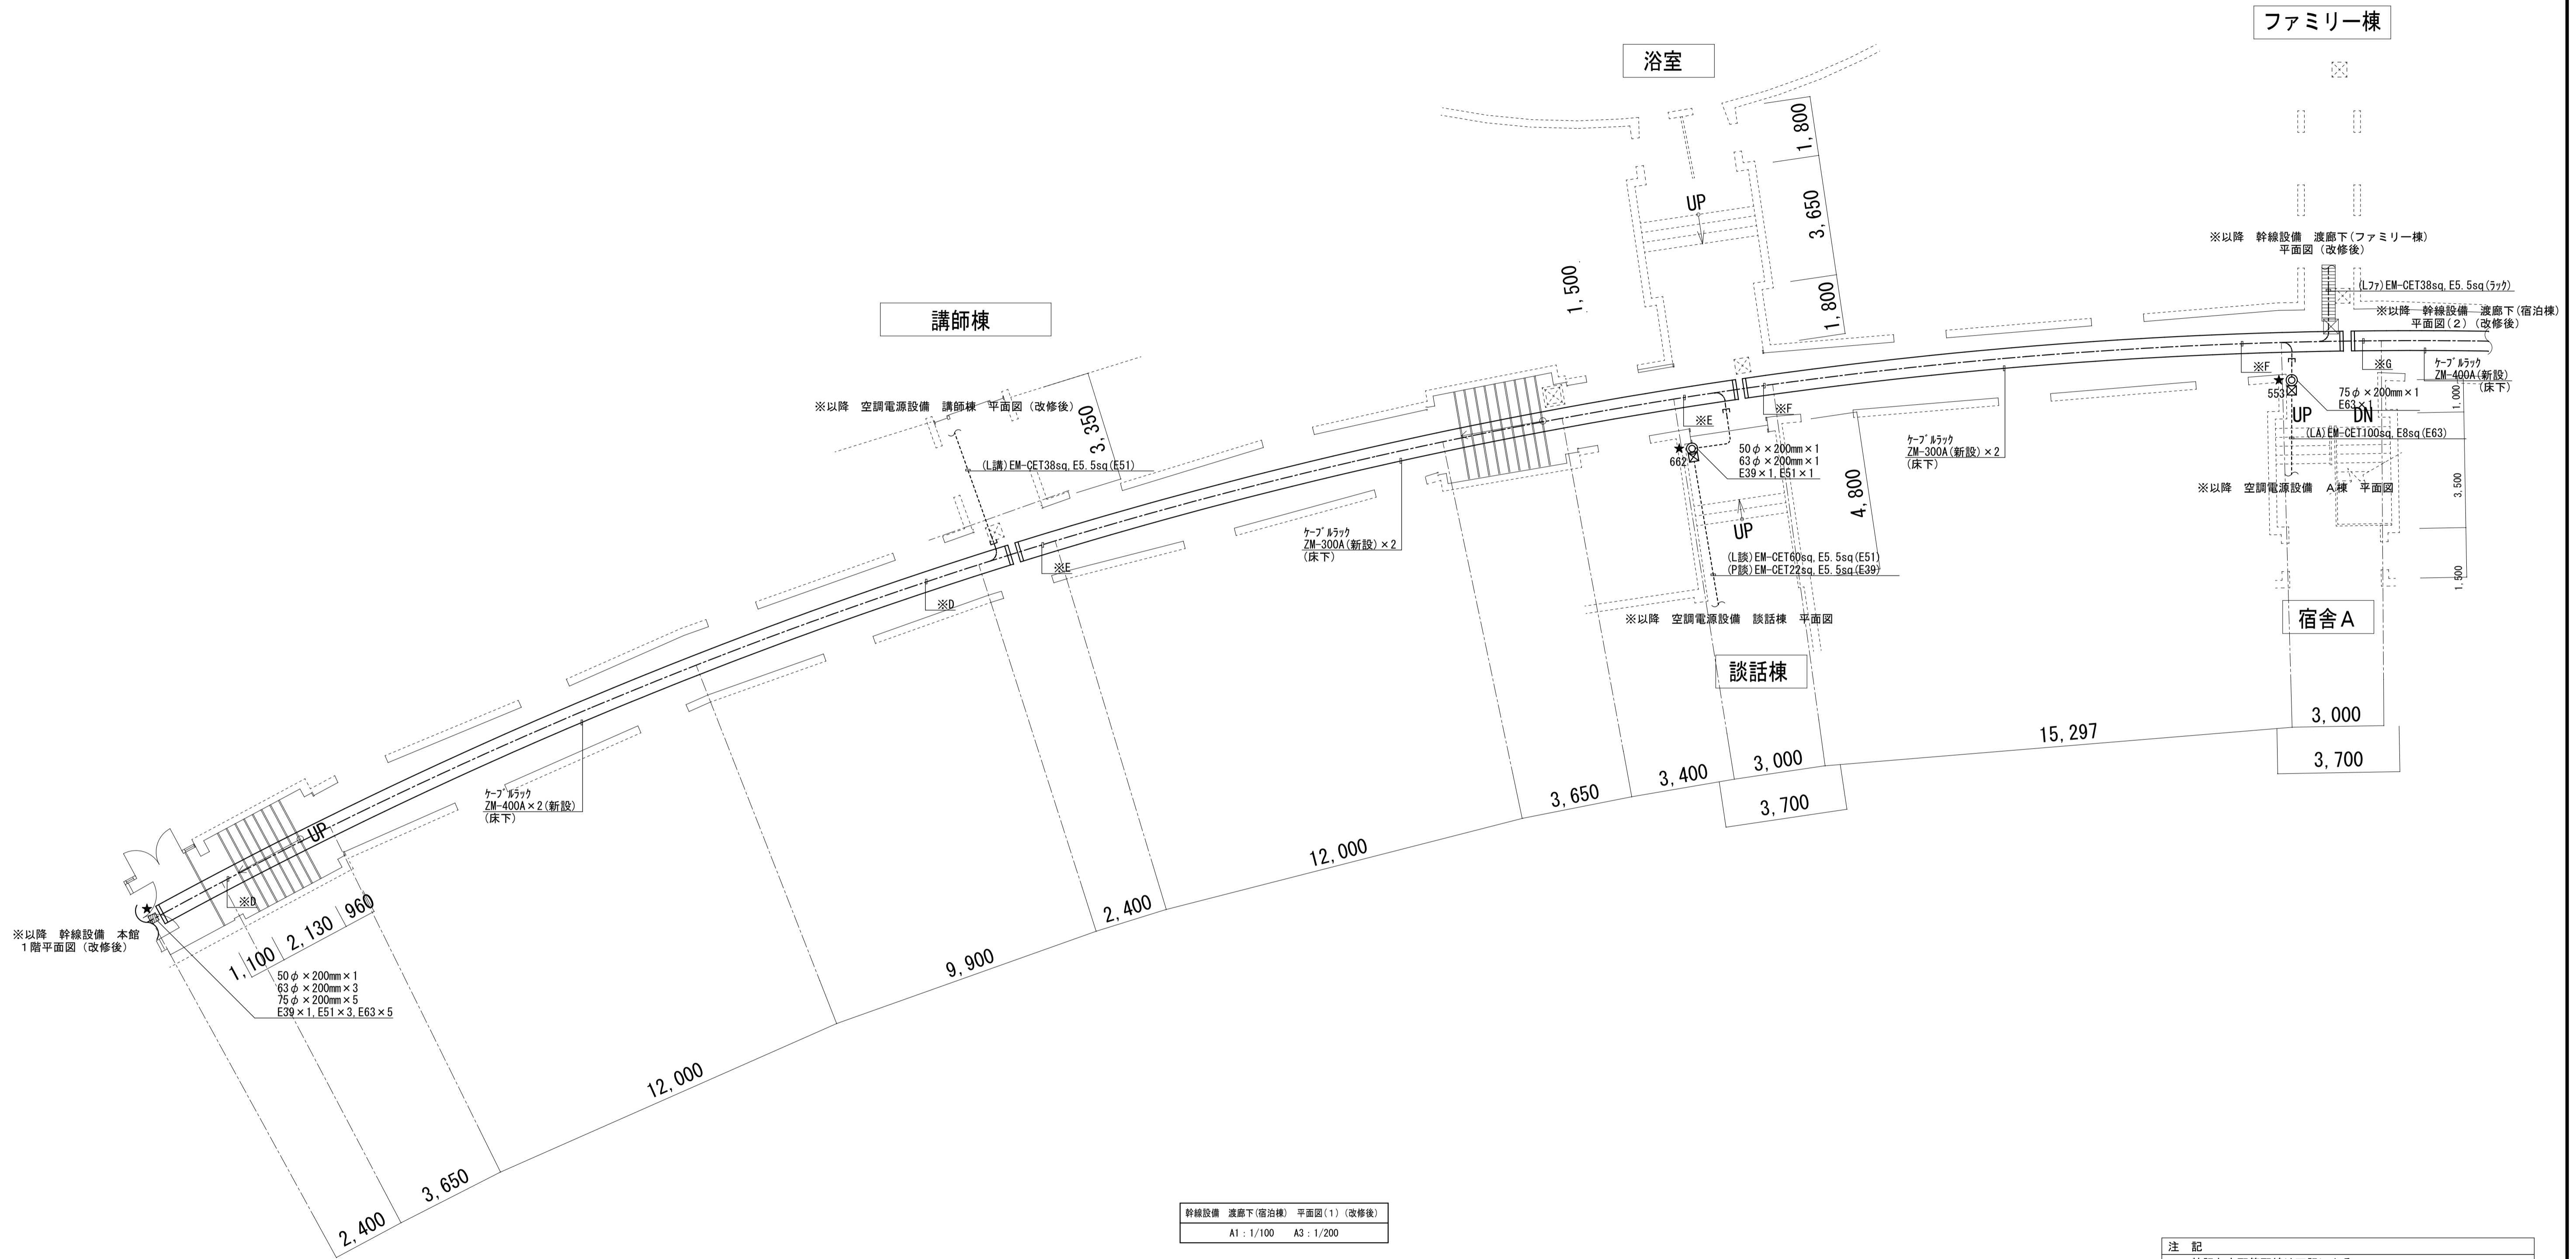 ファミリー棟
浴室
1,800
3,650
1,800
UP
1,500
※以降　幹線設備　渡廊下(ファミリー棟)
平面図（改修後）
(Lﾌｧ)EM-CET38sq,E5.5sq(ﾗｯｸ)
※以降　幹線設備　渡廊下(宿泊棟)
平面図(２)（改修後）
講師棟
※以降　空調電源設備　講師棟　平面図（改修後）
3,350
(L講)EM-CET38sq,E5.5sq(E51)
※F
※G
ｹｰﾌﾞﾙﾗｯｸ
ZM-400A(新設)
(床下)
★
553
75φ×200mm×1
E63×1
UP
DN
1,000
(LA)EM-CET100sq,E8sq(E63)
※以降　空調電源設備　Ａ棟　平面図
3,500
1,500
宿舎Ａ
※E
※F
★
662
50φ×200mm×1
63φ×200mm×1
E39×1,E51×1
ｹｰﾌﾞﾙﾗｯｸ
ZM-300A(新設)×2
(床下)
4,800
UP
(L談)EM-CET60sq,E5.5sq(E51)
(P談)EM-CET22sq,E5.5sq(E39)
※以降　空調電源設備　談話棟　平面図
談話棟
ｹｰﾌﾞﾙﾗｯｸ
ZM-300A(新設)×2
(床下)
※E
※D
ｹｰﾌﾞﾙﾗｯｸ
ZM-400A×2(新設)
(床下)
UP
※D
★
※以降　幹線設備　本館
１階平面図（改修後）
1,100
2,130
960
50φ×200mm×1
63φ×200mm×3
75φ×200mm×5
E39×1,E51×3,E63×5
2,400
3,650
12,000
9,900
2,400
12,000
3,650
3,400
3,000
3,700
15,297
3,000
3,700
幹線設備　渡廊下(宿泊棟)　平面図(１)（改修後）
A1：1/100　　A3：1/200
注　記